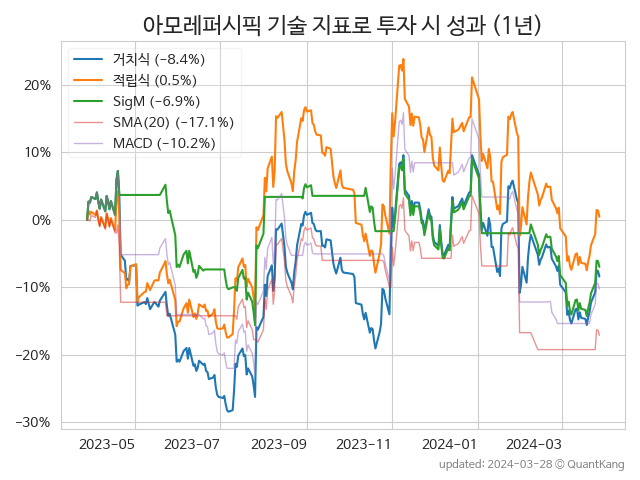 아모레퍼시픽 기술 지표로 투자 시 성과 (1년)
거치식 (−8.4%)
적립식 (0.5%)
SigM (−6.9%)
SMA(20) (−17.1%)
MACD (−10.2%)
20%
10%
0%
−10%
−20%
−30%
2023-05 2023-07 2023-09 2023-11 2024-01 2024-03
updated: 2024-03-28 © QuantKang